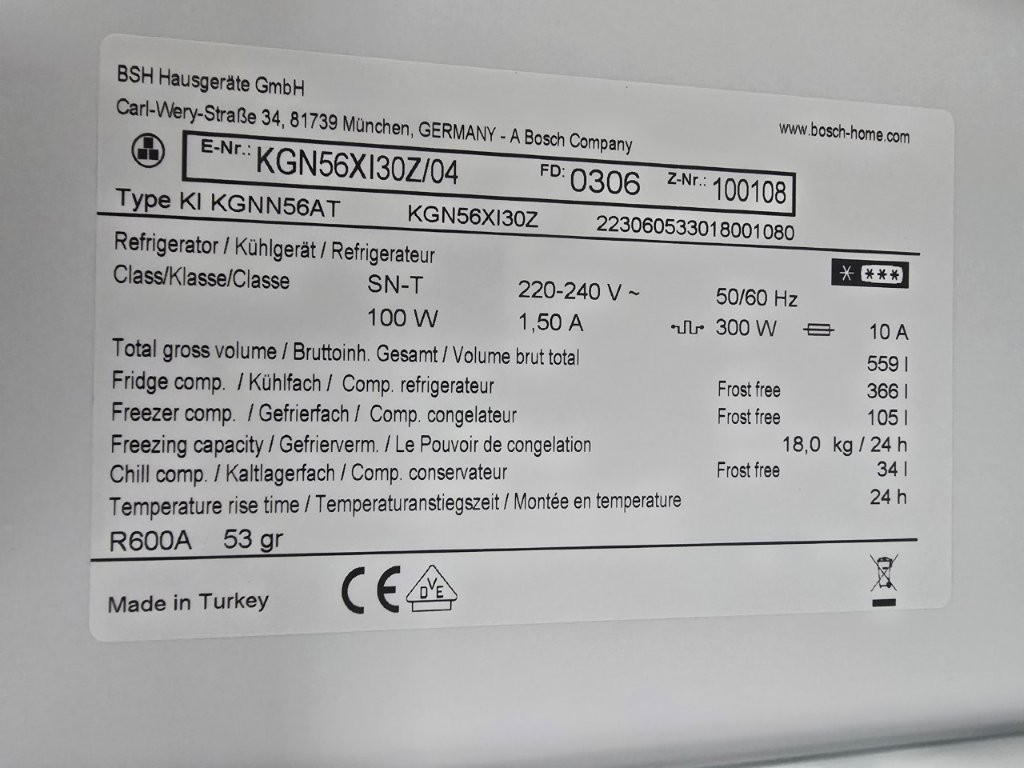 BSH Hausgeräte GmbH
Carl-Wery-Straße 34, 81739 München, GERMANY - A Bosch Company
www.bosch-home.com
E-Nr.: KGN56XI30Z/04 FD: 0306 Z-Nr.: 100108
Type KI KGNN56AT KGN56XI30Z 223060533018001080
Refrigerator / Kühlgerät / Refrigerateur
Class/Klasse/Classe SN-T 220-240 V ~ 50/60 Hz
100 W 1,50 A 300 W 10 A
Total gross volume / Bruttoinh. Gesamt / Volume brut total 559 l
Fridge comp. / Kühlfach / Comp. refrigerateur Frost free 366 l
Freezer comp. / Gefrierfach / Comp. congelateur Frost free 105 l
Freezing capacity / Gefrierverm. / Le Pouvoir de congelation 18,0 kg / 24 h
Chill comp. / Kaltlagerfach / Comp. conservateur Frost free 34 l
Temperature rise time / Temperaturanstiegszeit / Montée en temperature 24 h
R600A 53 gr
Made in Turkey CE DVE